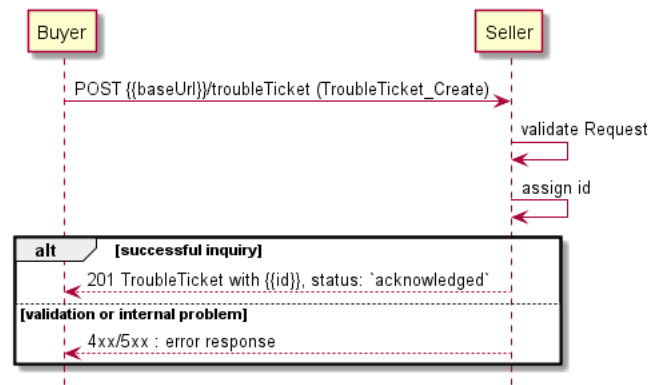 Buyer
Seller
POST {{baseUrl}}/troubleTicket (TroubleTicket_Create)
validate Request
assign id
alt
[successful inquiry]
201 TroubleTicket with {{id}}, status: `acknowledged`
[validation or internal problem]
4xx/5xx : error response